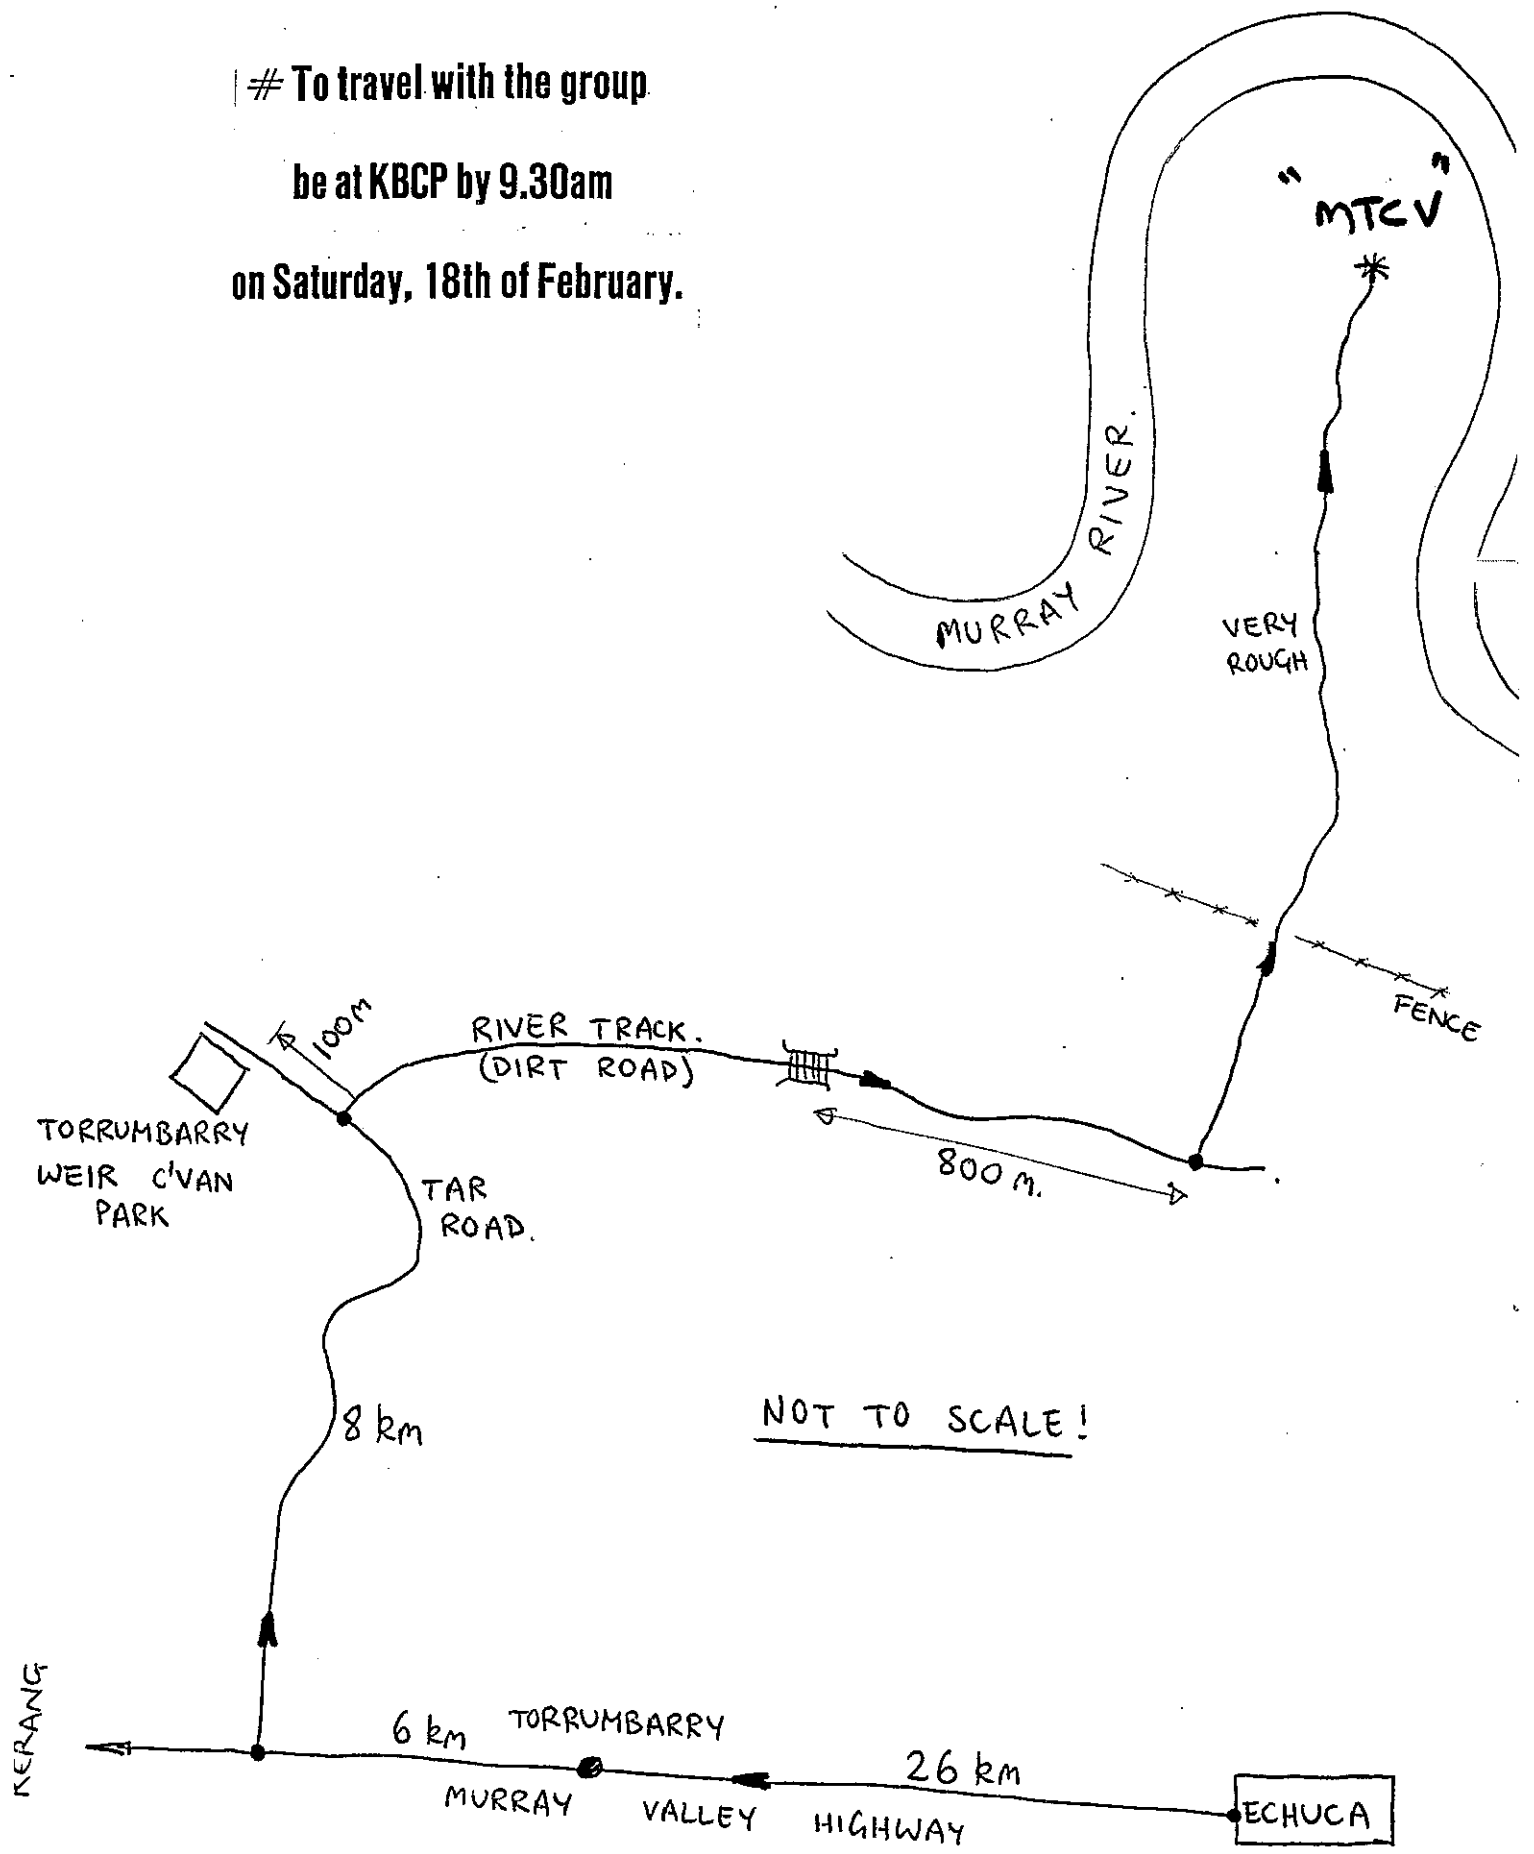 # To travel with the group
be at KBCP by 9.30am
on Saturday, 18th of February.
" MTCV "
*
MURRAY RIVER.
VERY
ROUGH
FENCE
100M
RIVER TRACK.
(DIRT ROAD)
800 M.
TORRUMBARRY
WEIR C'VAN
PARK
TAR
ROAD.
8 km
NOT TO SCALE!
KERANG
6 km
TORRUMBARRY
26 km
MURRAY VALLEY HIGHWAY
ECHUCA